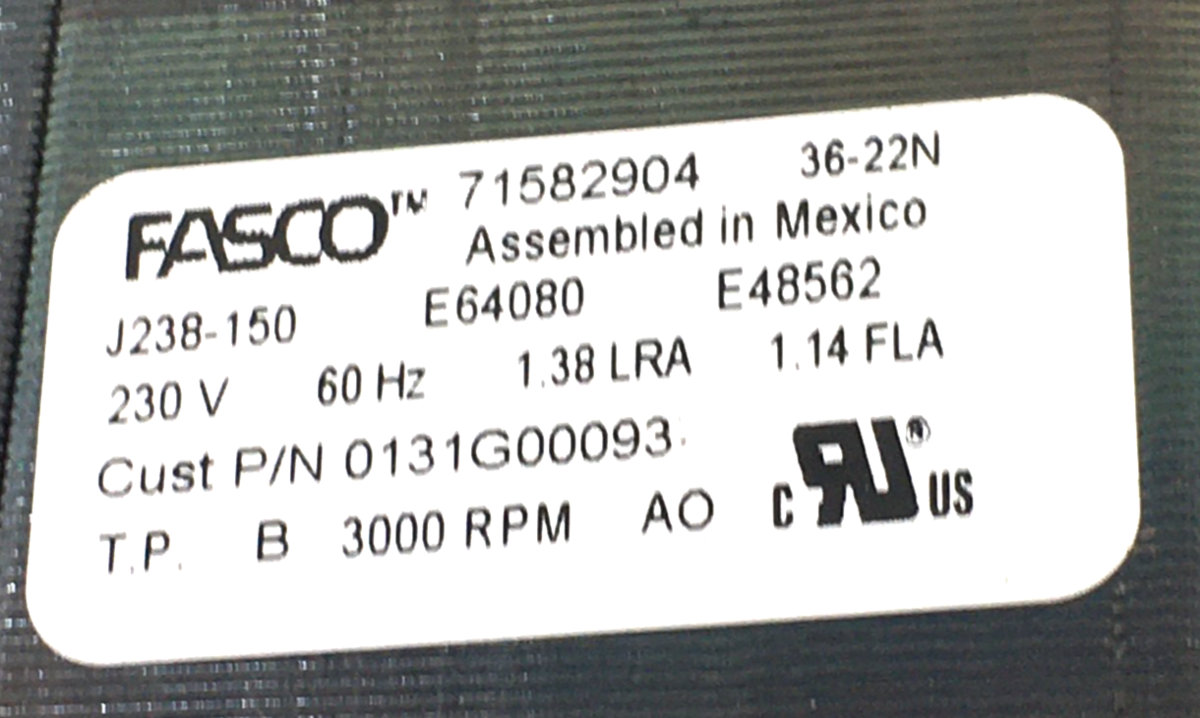 FASCO™ 71582904 36-22N
Assembled in Mexico
J238-150 E64080 E48562
230 V 60 Hz 1.38 LRA 1.14 FLA
Cust P/N 0131G00093
T.P. B 3000 RPM AO C RU® US